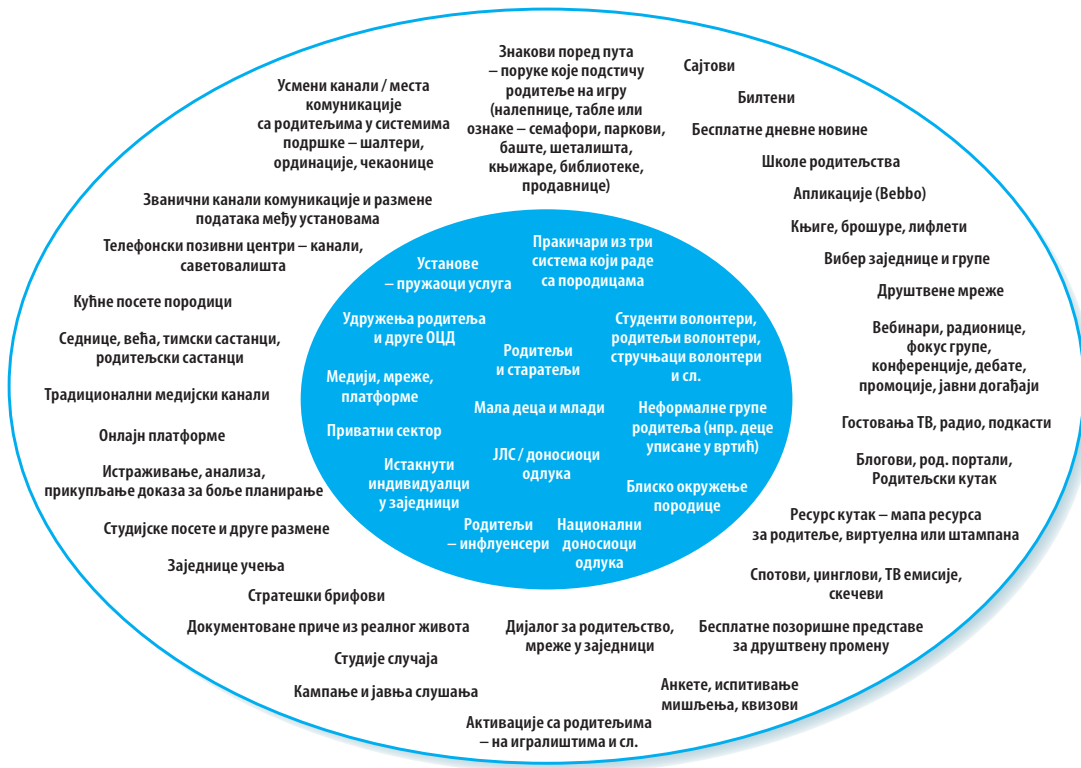 Знакови поред пута
– поруке које подстичу
родитеље на игру
(налепнице, табле или
ознаке – семафори, паркови,
баште, шеталишта,
књижаре, библиотеке,
продавнице)
Усмени канали / места
комуникације
са родитељима у системима
подршке – шалтери,
ординације, чекаонице
Званични канали комуникације и размене
података међу установама
Телефонски позивни центри – канали,
саветовалишта
Кућне посете породици
Седнице, већа, тимски састанци,
родитељски састанци
Традиционални медијски канали
Онлајн платформе
Истраживање, анализа,
прикупљање доказа за боље планирање
Студијске посете и друге размене
Заједнице учења
Стратешки брифови
Документоване приче из реалног живота
Студије случаја
Кампање и јавња слушања
Активације са родитељима
– на игралиштима и сл.
Дијалог за родитељство,
мреже у заједници
Сајтови
Билтени
Бесплатне дневне новине
Школе родитељства
Апликације (Bebbo)
Књиге, брошуре, лифлети
Вибер заједнице и групе
Друштвене мреже
Вебинари, радионице,
фокус групе,
конференције, дебате,
промоције, јавни догађаји
Гостовања ТВ, радио, подкасти
Блогови, род. портали,
Родитељски кутак
Ресурс кутак – мапа ресурса
за родитеље, виртуелна или штампана
Спотови, џинглови, ТВ емисије,
скечеви
Бесплатне позоришне представе
за друштвену промену
Анкете, испитивање
мишљења, квизови
Установе
– пружаоци услуга
Пракичари из три
система који раде
са породицама
Удружења родитеља
и друге ОЦД
Родитељи
и старатељи
Студенти волонтери,
родитељи волонтери,
стручњаци волонтери
и сл.
Медији, мреже,
платформе
Мала деца и млади
Неформалне групе
родитеља (нпр. деце
уписане у вртић)
Приватни сектор
ЈЛС / доносиоци
одлука
Истакнути
индивидуалци
у заједници
Блиско окружење
породице
Родитељи
– инфлуенсери
Национални
доносиоци
одлука